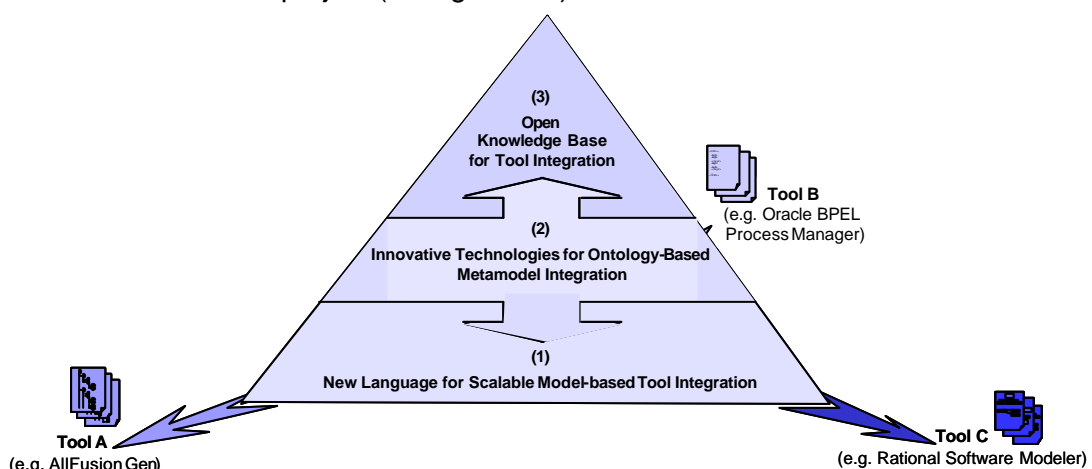 (3)
Open
Knowledge Base
for Tool Integration
Tool B
(e.g. Oracle BPEL
Process Manager)
(2)
Innovative Technologies for Ontology-Based
Metamodel Integration
(1)
New Language for Scalable Model-based Tool Integration
Tool A
(e.g. AllFusion Gen)
Tool C
(e.g. Rational Software Modeler)